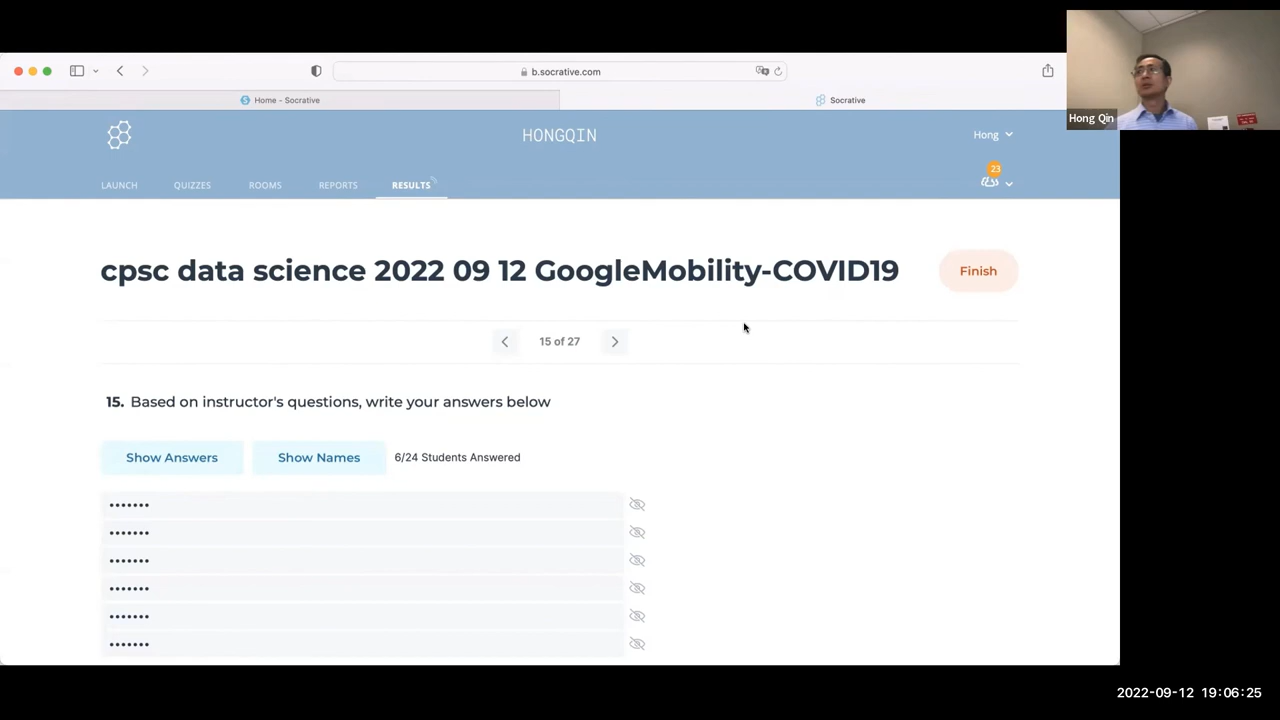 b.socrative.com
Home - Socrative
Socrative
Hong Qin
HONGQIN
Hong
LAUNCH
QUIZZES
ROOMS
REPORTS
RESULTS
23
cpsc data science 2022 09 12 GoogleMobility-COVID19
Finish
15 of 27
15. Based on instructor's questions, write your answers below
Show Answers
Show Names
6/24 Students Answered
•••••••
•••••••
•••••••
•••••••
•••••••
•••••••
2022-09-12 19:06:25